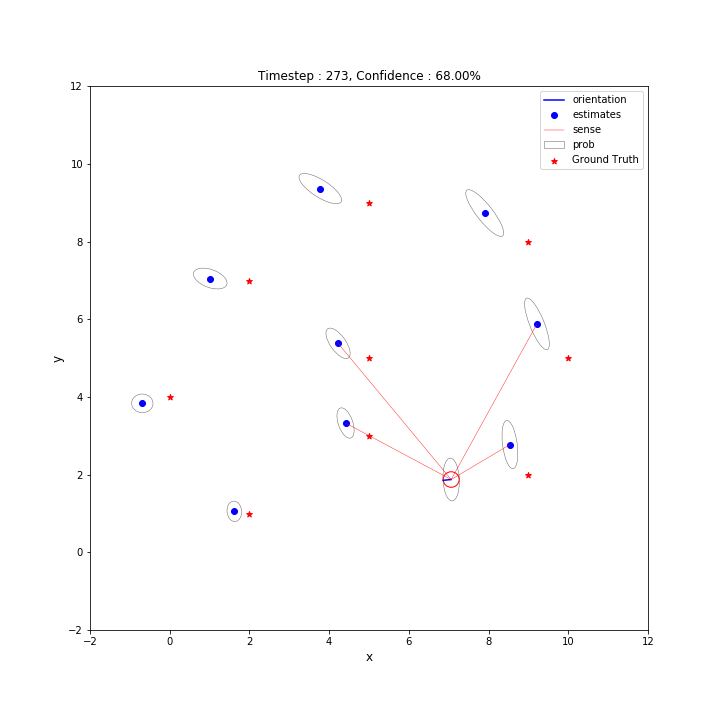 Timestep : 273, Confidence : 68.00%
12
10
8
6
4
2
0
−2
y
−2 0 2 4 6 8 10 12
x
orientation
estimates
sense
prob
Ground Truth